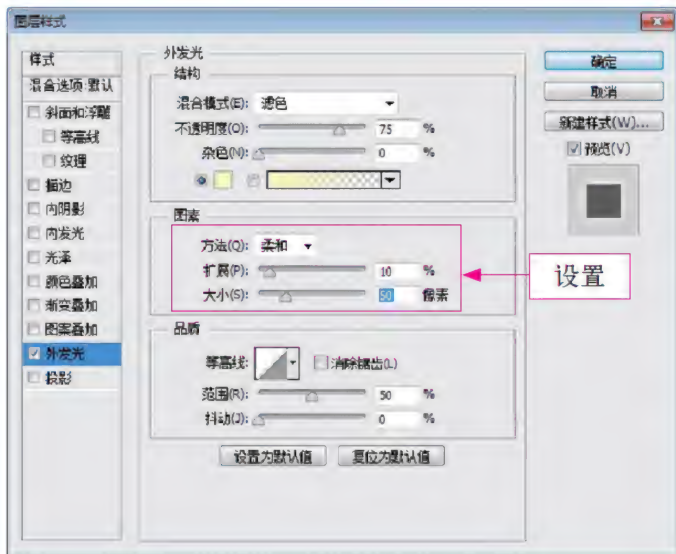 图层样式
样式
混合选项:默认
斜面和浮雕
等高线
纹理
描边
内阴影
内发光
光泽
颜色叠加
渐变叠加
图案叠加
外发光
投影
外发光
结构
混合模式(E): 滤色
不透明度(O): 75 %
杂色(N): 0 %
图素
方法(Q): 柔和
扩展(P): 10 %
大小(S): 50 像素
品质
等高线: 消除锯齿(L)
范围(R): 50 %
抖动(J): 0 %
设置为默认值 复位为默认值
确定
取消
新建样式(W)...
预览(V)
设置